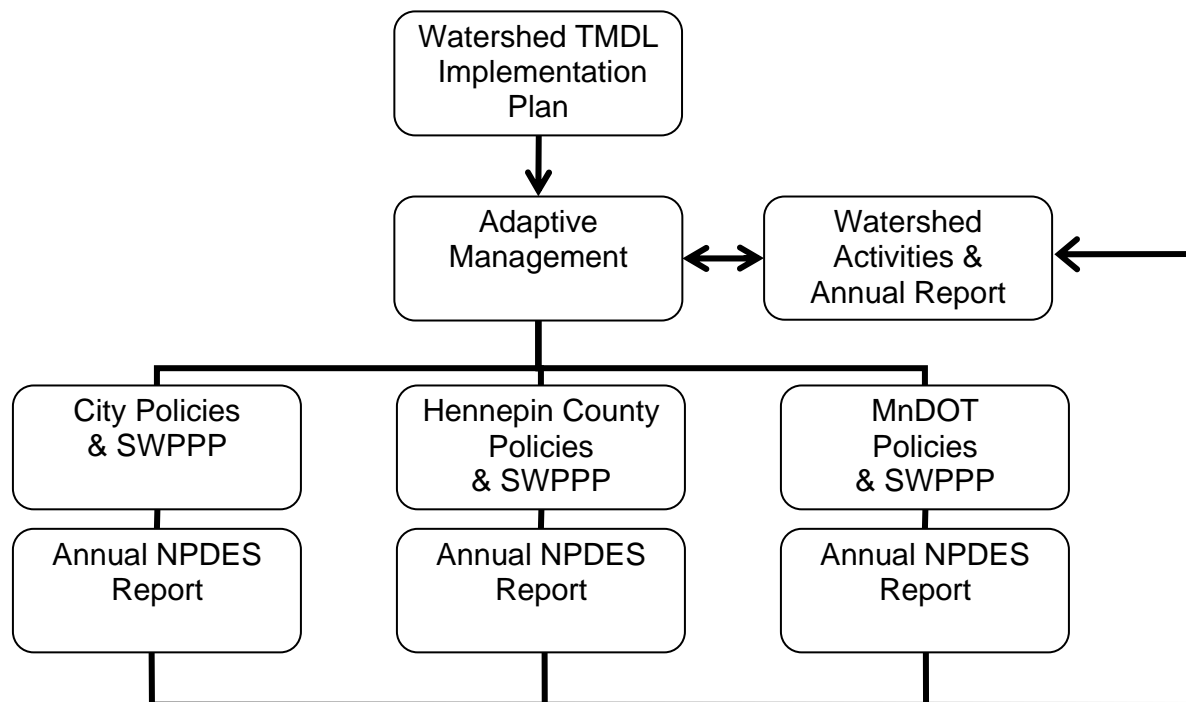 Watershed TMDL
Implementation
Plan
Adaptive
Management
Watershed
Activities &
Annual Report
City Policies
& SWPPP
Hennepin County
Policies
& SWPPP
MnDOT
Policies
& SWPPP
Annual NPDES
Report
Annual NPDES
Report
Annual NPDES
Report